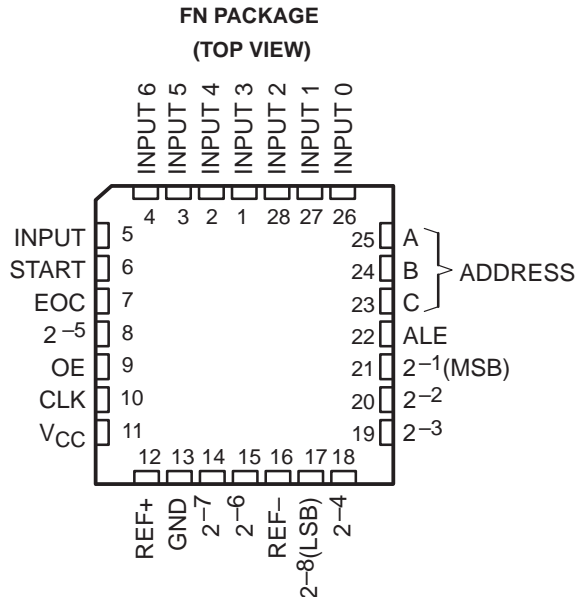 FN PACKAGE
(TOP VIEW)
INPUT 6
INPUT 5
INPUT 4
INPUT 3
INPUT 2
INPUT 1
INPUT 0
4 3 2 1 28 27 26
INPUT 5
START 6
EOC 7
2–5 8
OE 9
CLK 10
VCC 11
25 A
24 B
23 C
ADDRESS
22 ALE
21 2–1(MSB)
20 2–2
19 2–3
12 13 14 15 16 17 18
REF+
GND
2–7
2–6
REF–
2–8(LSB)
2–4